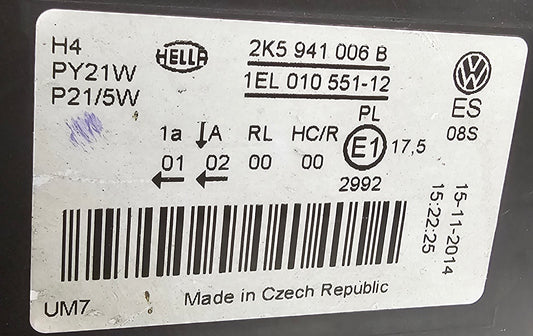 H4
PY21W
P21/5W
HELLA
2K5 941 006 B
1EL 010 551-12
VW
ES
08S
1a A RL HC/R PL
01 02 00 00 E1 17,5
2992
15-11-2014
15:22:25
UM7
Made in Czech Republic